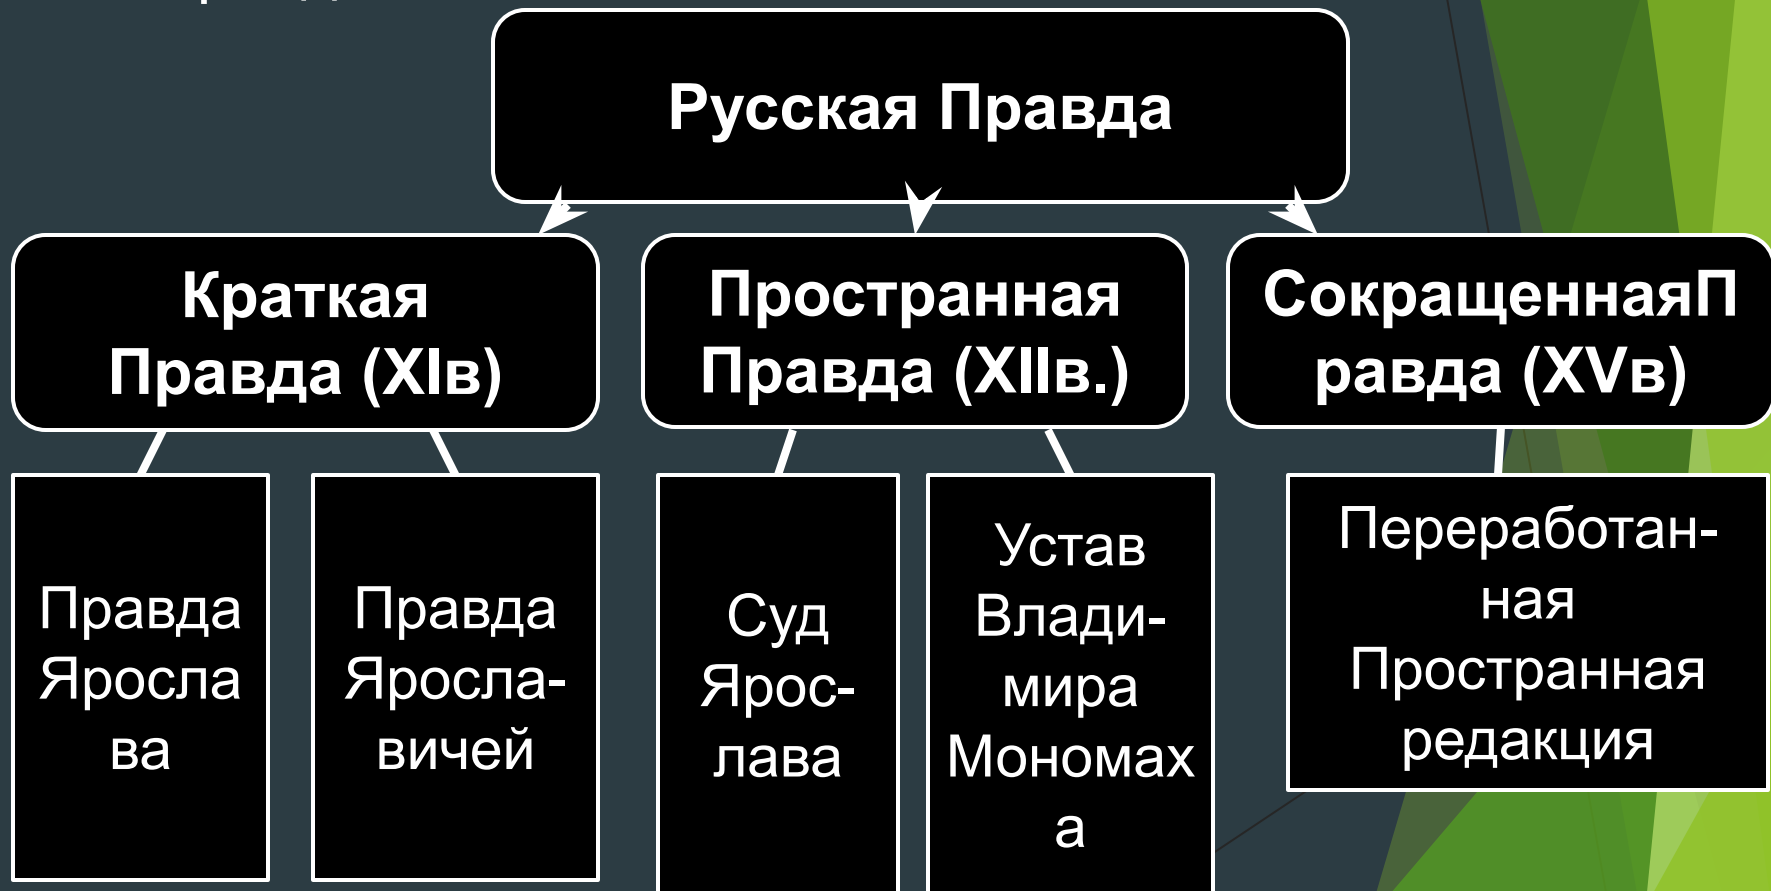 Русская Правда
Краткая
Правда (XIв)
Пространная
Правда (XIIв.)
СокращеннаяП
равда (XVв)
Правда
Яросла
ва
Правда
Яросла-
вичей
Суд
Ярос-
лава
Устав
Влади-
мира
Мономах
а
Переработан-
ная
Пространная
редакция